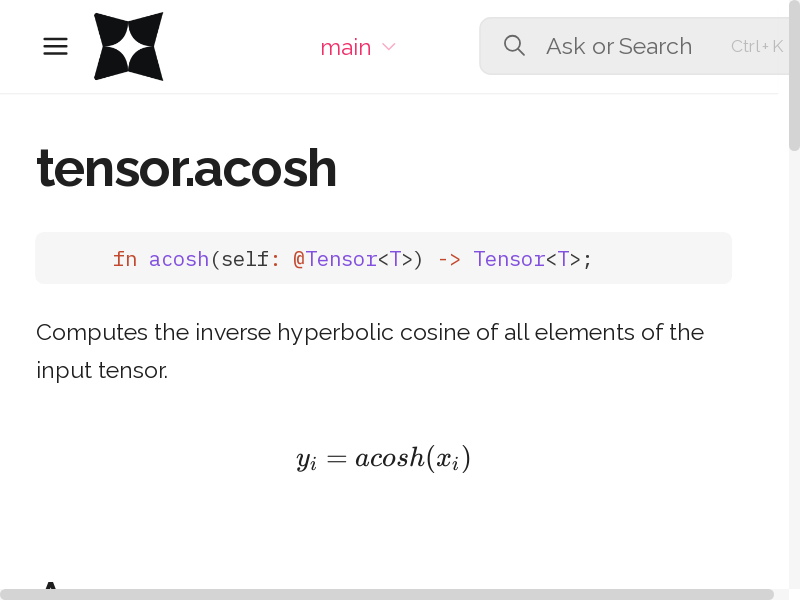 main
Ask or Search
Ctrl+K
tensor.acosh
fn acosh(self: @Tensor<T>) -> Tensor<T>;
Computes the inverse hyperbolic cosine of all elements of the
input tensor.
y_i = acosh(x_i)